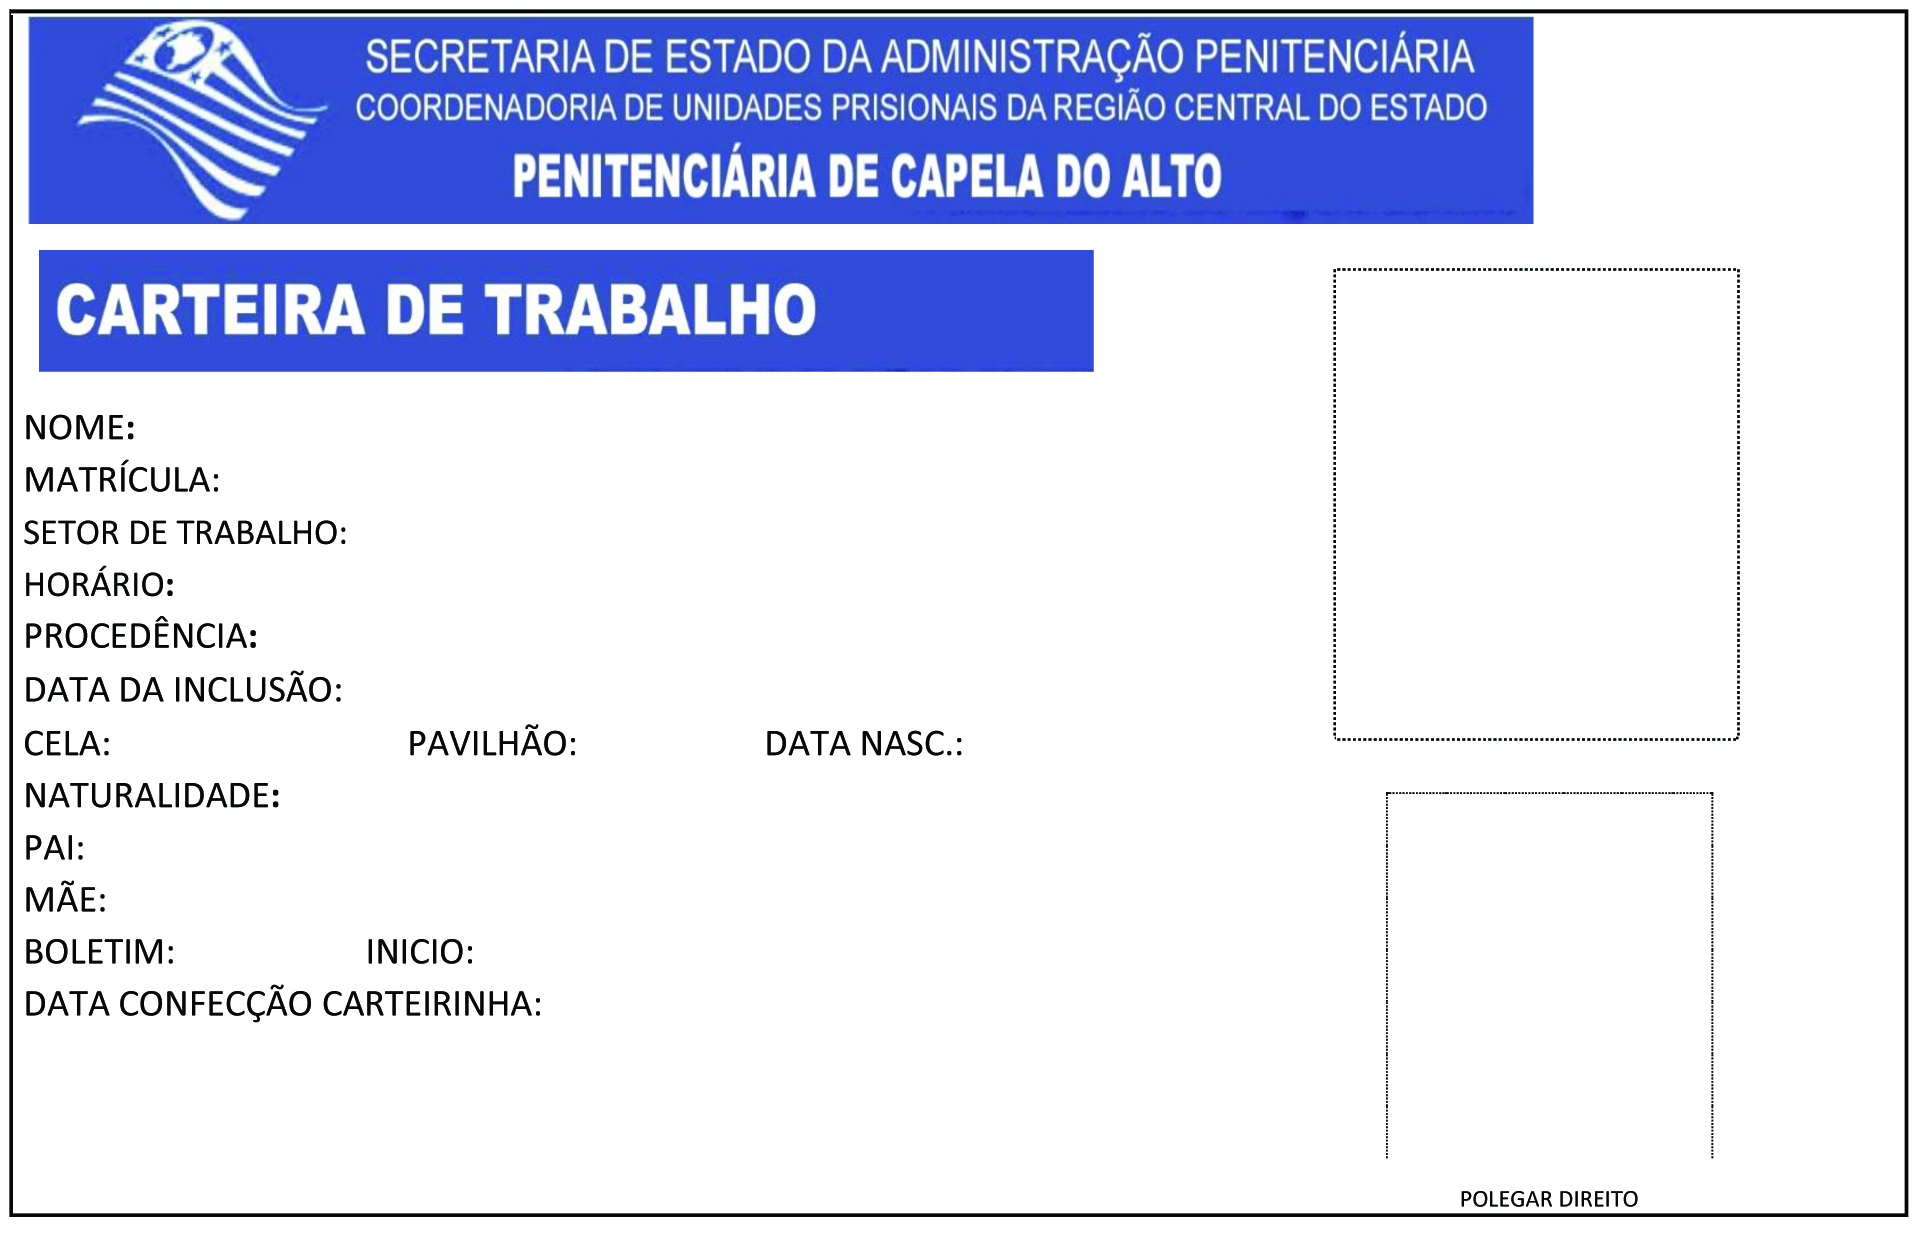 SECRETARIA DE ESTADO DA ADMINISTRAÇÃO PENITENCIÁRIA
COORDENADORIA DE UNIDADES PRISIONAIS DA REGIÃO CENTRAL DO ESTADO
PENITENCIÁRIA DE CAPELA DO ALTO
CARTEIRA DE TRABALHO
NOME:
MATRÍCULA:
SETOR DE TRABALHO:
HORÁRIO:
PROCEDÊNCIA:
DATA DA INCLUSÃO:
CELA: PAVILHÃO: DATA NASC.:
NATURALIDADE:
PAI:
MÃE:
BOLETIM: INICIO:
DATA CONFECÇÃO CARTEIRINHA:
POLEGAR DIREITO